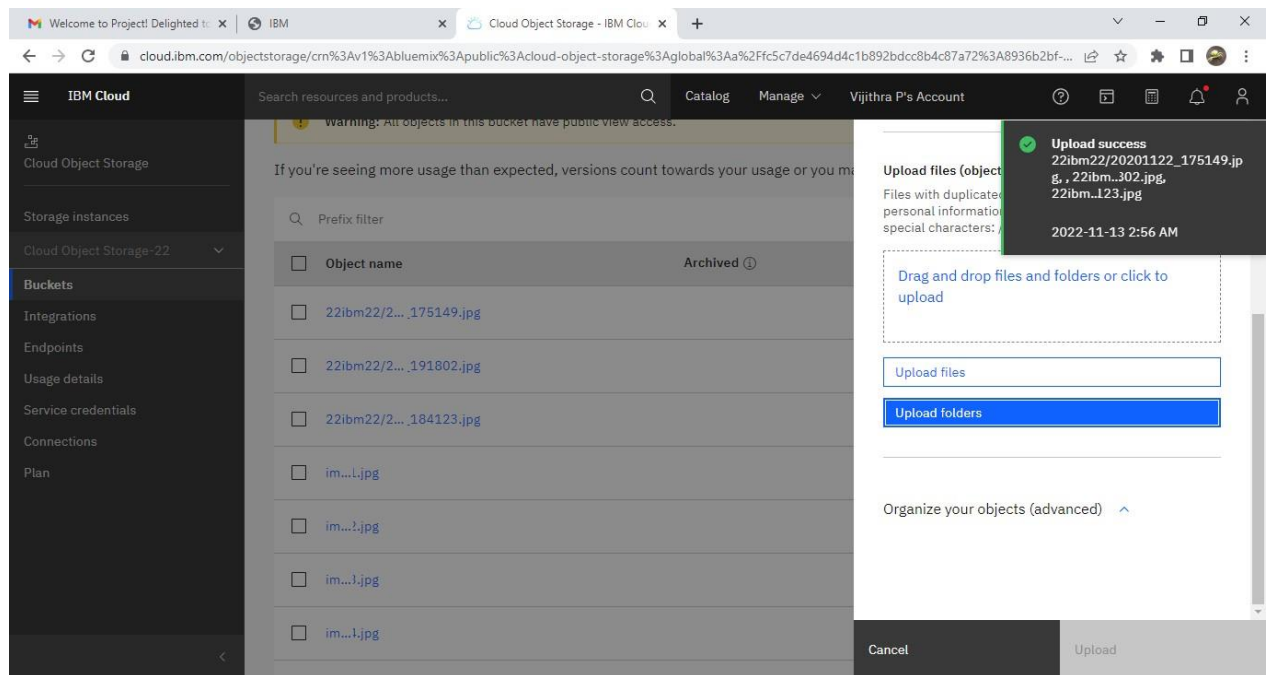 Welcome to Project! Delighted to
IBM
Cloud Object Storage - IBM Clou
cloud.ibm.com/objectstorage/crn%3Av1%3Abluemix%3Apublic%3Acloud-object-storage%3Aglobal%3Aa%2Ffc5c7de4694d4c1b892bdcc8b4c87a72%3A8936b2bf-...
IBM Cloud
Search resources and products...
Catalog
Manage
Vijithra P's Account
Cloud Object Storage
Storage instances
Cloud Object Storage-22
Buckets
Integrations
Endpoints
Usage details
Service credentials
Connections
Plan
Warning: All objects in this bucket have public view access.
If you're seeing more usage than expected, versions count towards your usage or you ma
Prefix filter
Object name
Archived
22ibm22/2..._175149.jpg
22ibm22/2..._191802.jpg
22ibm22/2..._184123.jpg
im...1.jpg
im...2.jpg
im...3.jpg
im...4.jpg
Upload files (object
Files with duplicate
personal informatio
special characters: /
Drag and drop files and folders or click to
upload
Upload files
Upload folders
Organize your objects (advanced)
Cancel
Upload
Upload success
22ibm22/20201122_175149.jp
g, , 22ibm..302.jpg,
22ibm..123.jpg
2022-11-13 2:56 AM